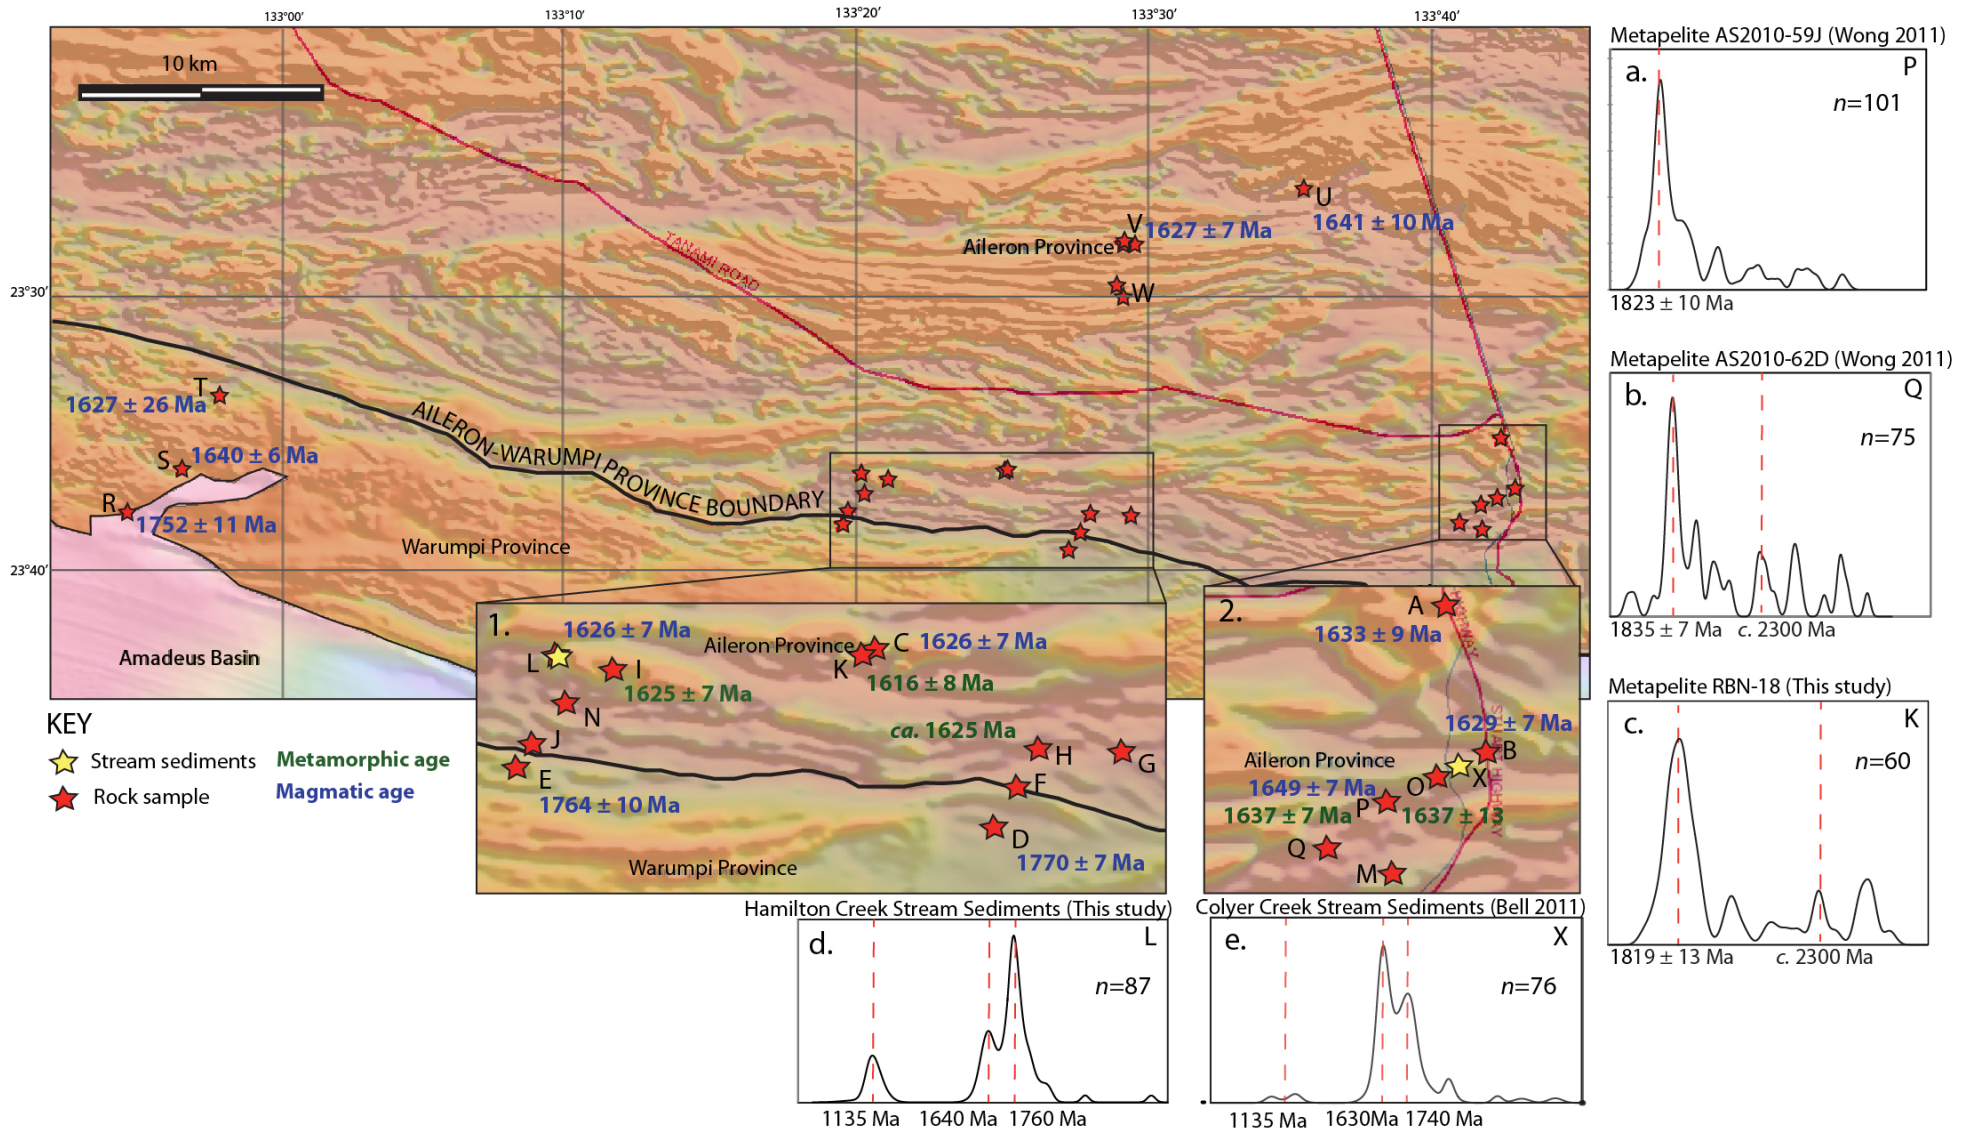 133°00′
133°10′
133°20′
133°30′
133°40′
23°30′
23°40′
10 km
TANAMI ROAD
U
1641 ± 10 Ma
V
1627 ± 7 Ma
Aileron Province
W
T
1627 ± 26 Ma
S
1640 ± 6 Ma
R
1752 ± 11 Ma
AILERON-WARUMPI PROVINCE BOUNDARY
Warumpi Province
Amadeus Basin
KEY
Stream sediments
Rock sample
Metamorphic age
Magmatic age
1.
1626 ± 7 Ma
L
I
1625 ± 7 Ma
N
J
E
1764 ± 10 Ma
Aileron Province
C
1626 ± 7 Ma
K
1616 ± 8 Ma
ca. 1625 Ma
H
G
F
D
1770 ± 7 Ma
Warumpi Province
2.
A
1633 ± 9 Ma
HIGHWAY
1629 ± 7 Ma
B
STUART HIGHWAY
Aileron Province
X
O
1649 ± 7 Ma
P
1637 ± 7 Ma
1637 ± 13
Q
M
Metapelite AS2010-59J (Wong 2011)
a.
P
n=101
1823 ± 10 Ma
Metapelite AS2010-62D (Wong 2011)
b.
Q
n=75
1835 ± 7 Ma
c. 2300 Ma
Metapelite RBN-18 (This study)
c.
K
n=60
1819 ± 13 Ma
c. 2300 Ma
Hamilton Creek Stream Sediments (This study)
d.
L
n=87
1135 Ma
1640 Ma
1760 Ma
Colyer Creek Stream Sediments (Bell 2011)
e.
X
n=76
1135 Ma
1630Ma
1740 Ma